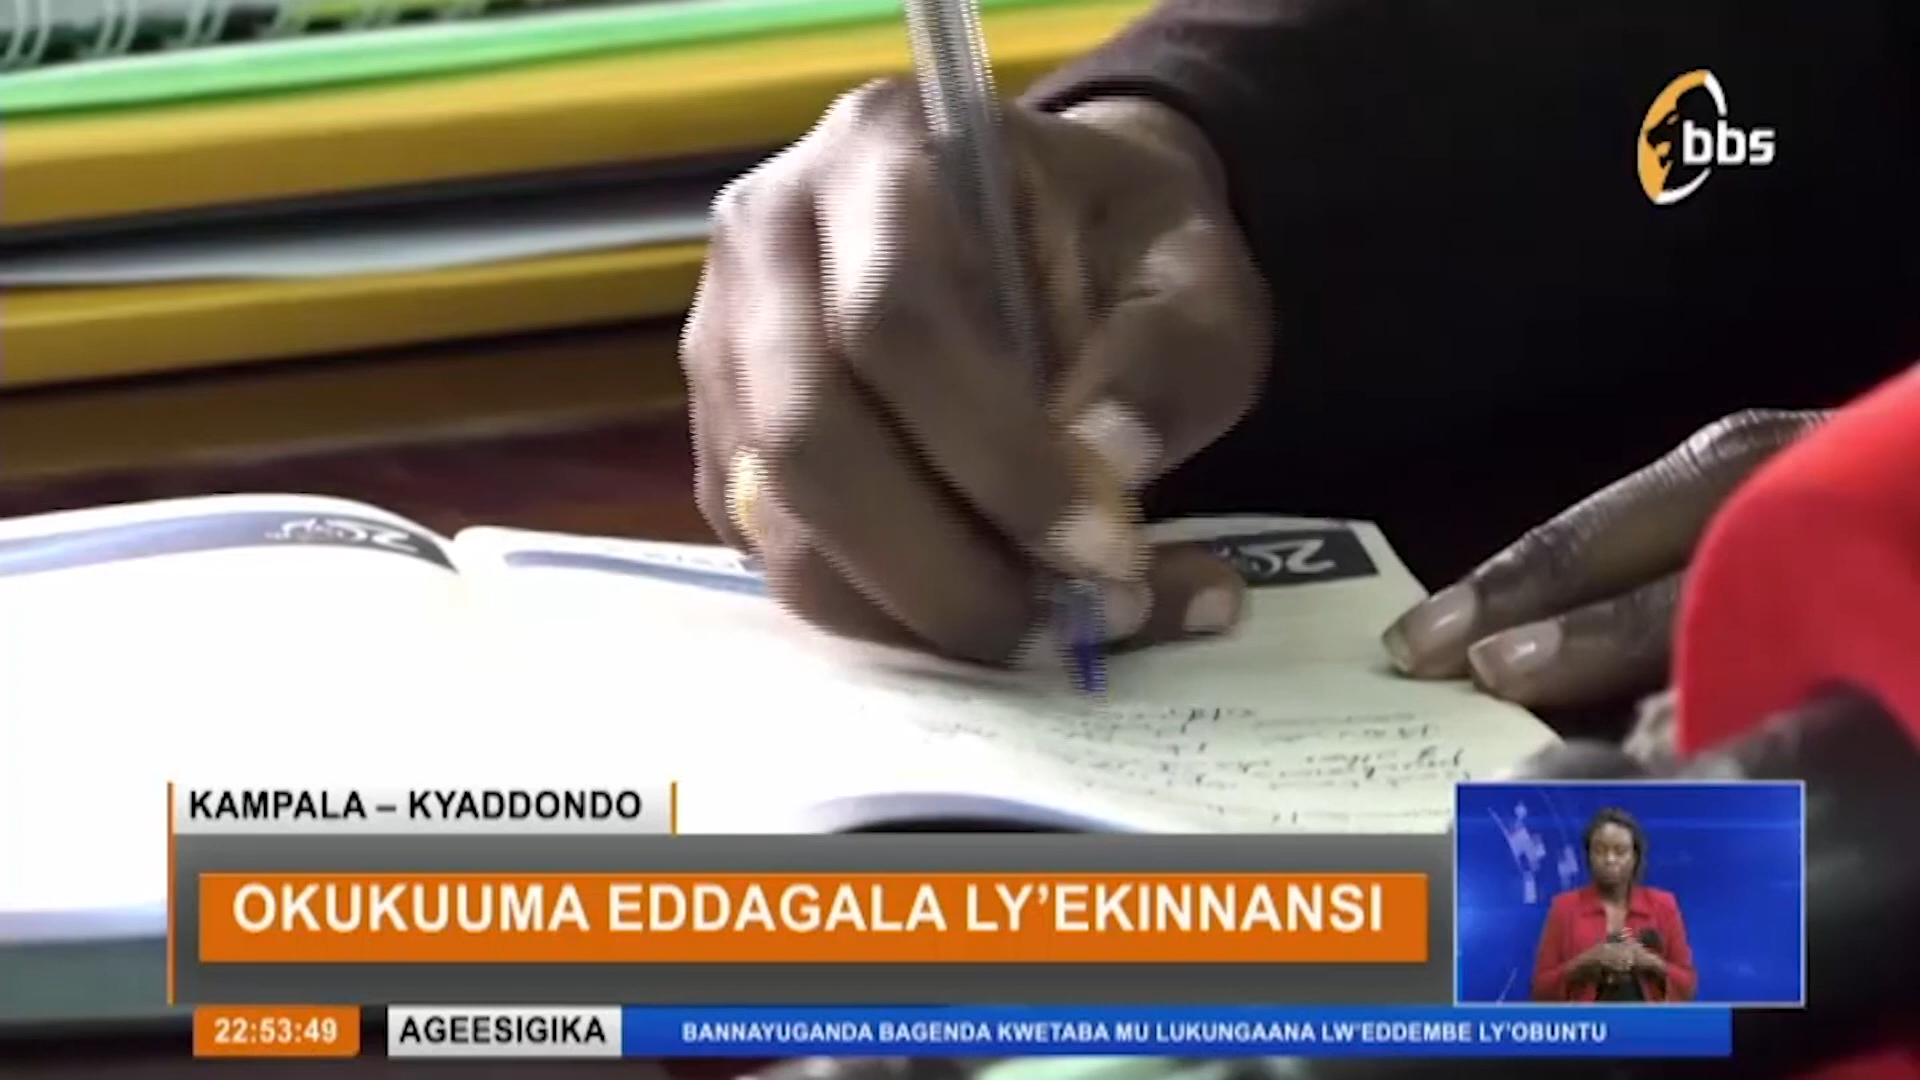 bbs
KAMPALA – KYADDONDO
OKUKUUMA EDDAGALA LY'EKINNANSI
22:53:49
AGEESIGIKA
BANNAYUGANDA BAGENDA KWETABA MU LUKUNGAANA LW'EDDEMBE LY'OBUNTU